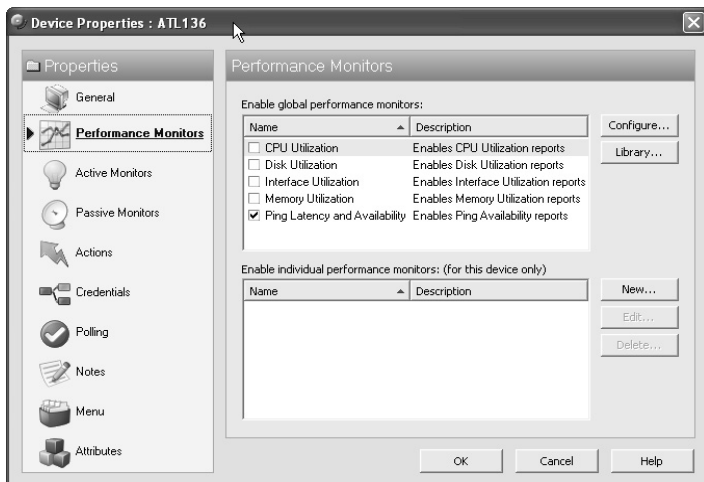 Device Properties : ATL136
Properties
General
Performance Monitors
Active Monitors
Passive Monitors
Actions
Credentials
Polling
Notes
Menu
Attributes
Performance Monitors
Enable global performance monitors:
Name Description
CPU Utilization Enables CPU Utilization reports
Disk Utilization Enables Disk Utilization reports
Interface Utilization Enables Interface Utilization reports
Memory Utilization Enables Memory Utilization reports
Ping Latency and Availability Enables Ping Availability reports
Configure...
Library...
Enable individual performance monitors: (for this device only)
Name Description
New...
Edit...
Delete...
OK Cancel Help